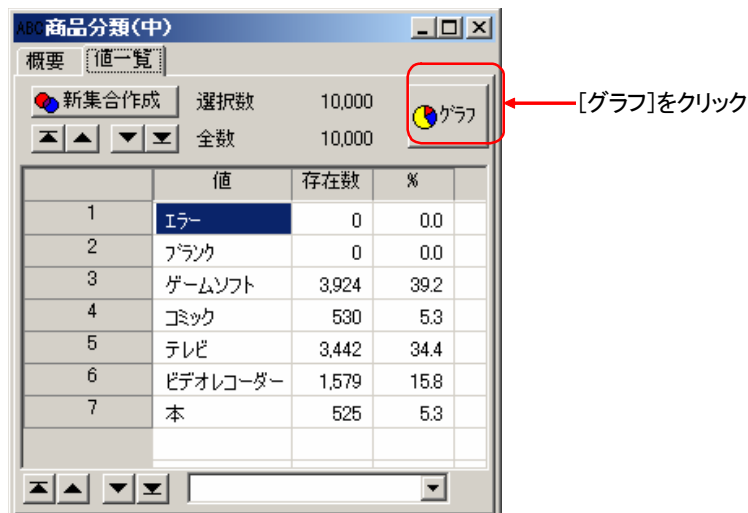 ABC 商品分類(中)
概要 値一覧
新集合作成 選択数 10,000 グラフ [グラフ]をクリック
全数 10,000
値 存在数 %
1 エラー 0 0.0
2 ブランク 0 0.0
3 ゲームソフト 3,924 39.2
4 コミック 530 5.3
5 テレビ 3,442 34.4
6 ビデオレコーダー 1,579 15.8
7 本 525 5.3